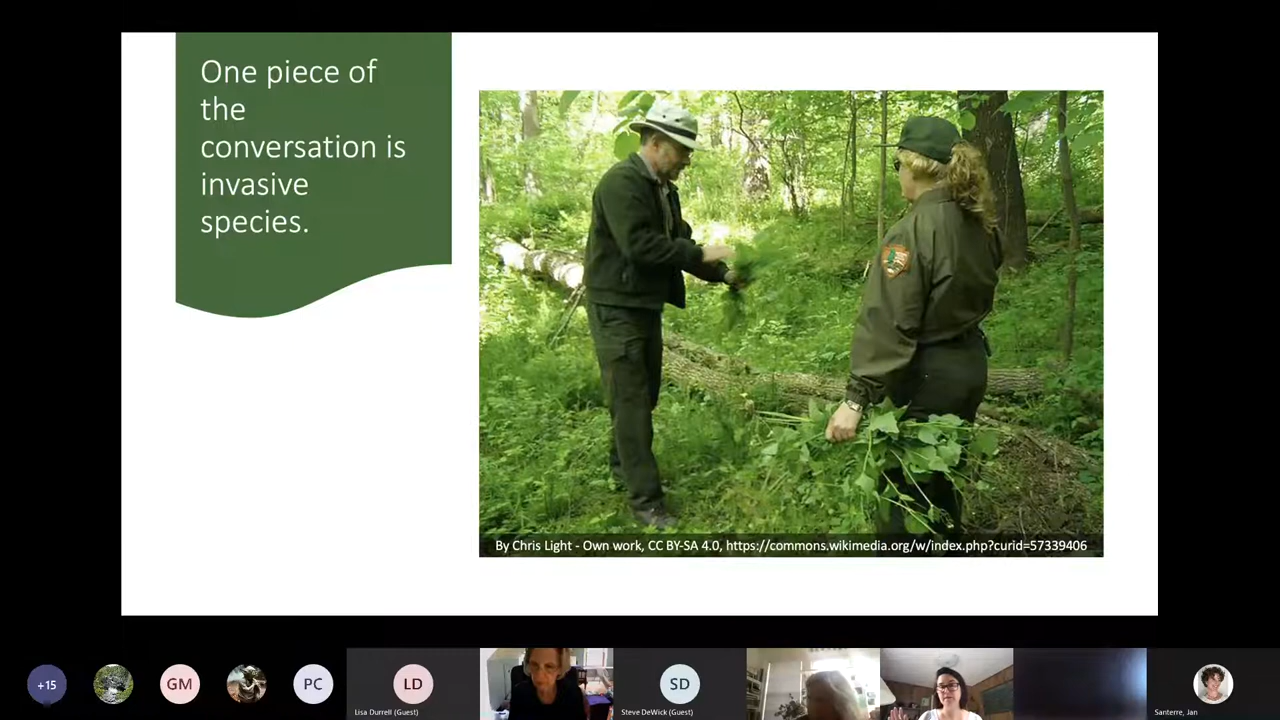 One piece of
the
conversation is
invasive
species.
By Chris Light - Own work, CC BY-SA 4.0, https://commons.wikimedia.org/w/index.php?curid=57339406
+15
GM
PC
LD
Lisa Durrell (Guest)
SD
Steve DeWick (Guest)
Santerre, Jan